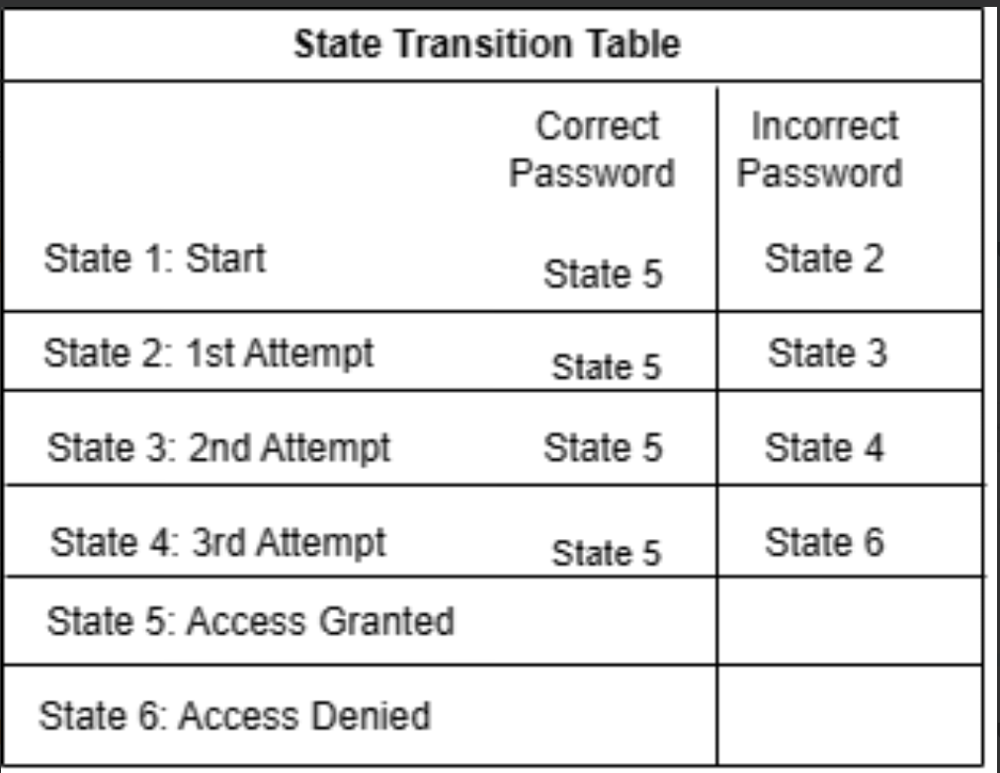 State Transition Table
Correct Password
Incorrect Password
State 1: Start State 5 State 2
State 2: 1st Attempt State 5 State 3
State 3: 2nd Attempt State 5 State 4
State 4: 3rd Attempt State 5 State 6
State 5: Access Granted
State 6: Access Denied